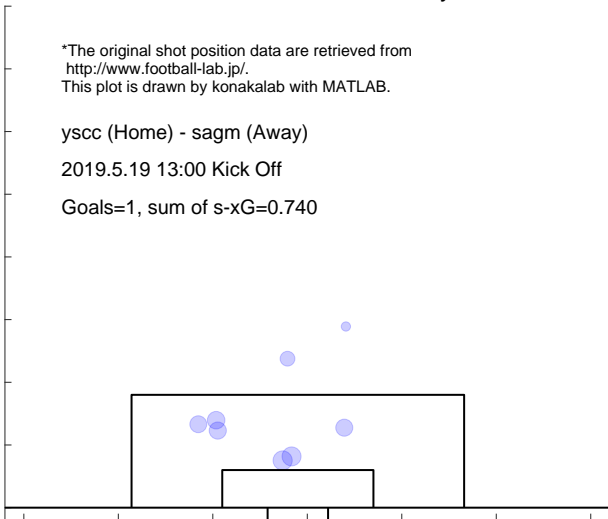 *The original shot position data are retrieved from
http://www.football-lab.jp/.
This plot is drawn by konakalab with MATLAB.
yscc (Home) - sagm (Away)
2019.5.19 13:00 Kick Off
Goals=1, sum of s-xG=0.740